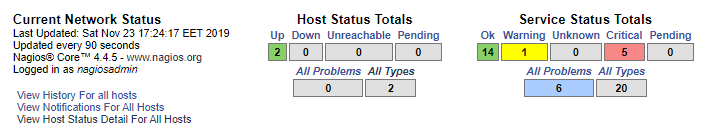 Current Network Status
Last Updated: Sat Nov 23 17:24:17 EET 2019
Updated every 90 seconds
Nagios® Core™ 4.4.5 - www.nagios.org
Logged in as nagiosadmin
View History For all hosts
View Notifications For All Hosts
View Host Status Detail For All Hosts
Host Status Totals
Up Down Unreachable Pending
2 0 0 0
All Problems All Types
0 2
Service Status Totals
Ok Warning Unknown Critical Pending
14 1 0 5 0
All Problems All Types
6 20